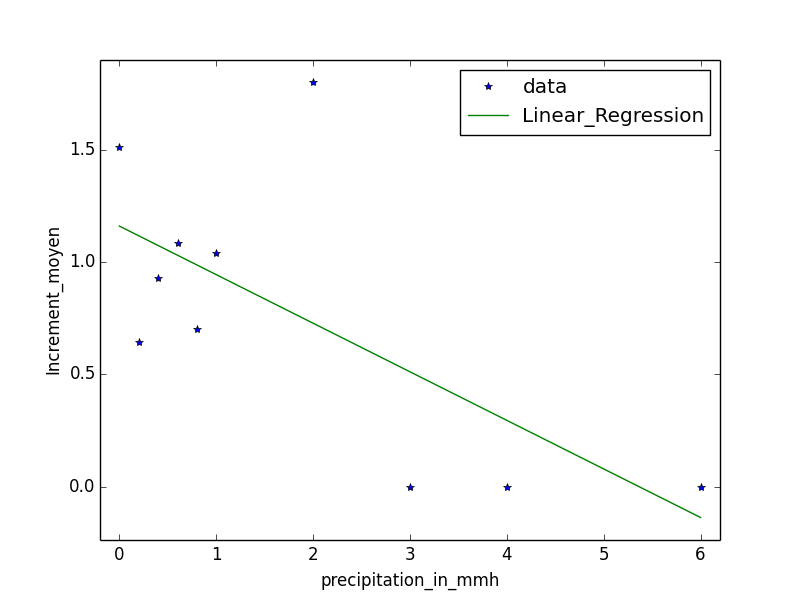 data
Linear_Regression
1.5
1.0
0.5
0.0
Increment_moyen
0 1 2 3 4 5 6
precipitation_in_mmh